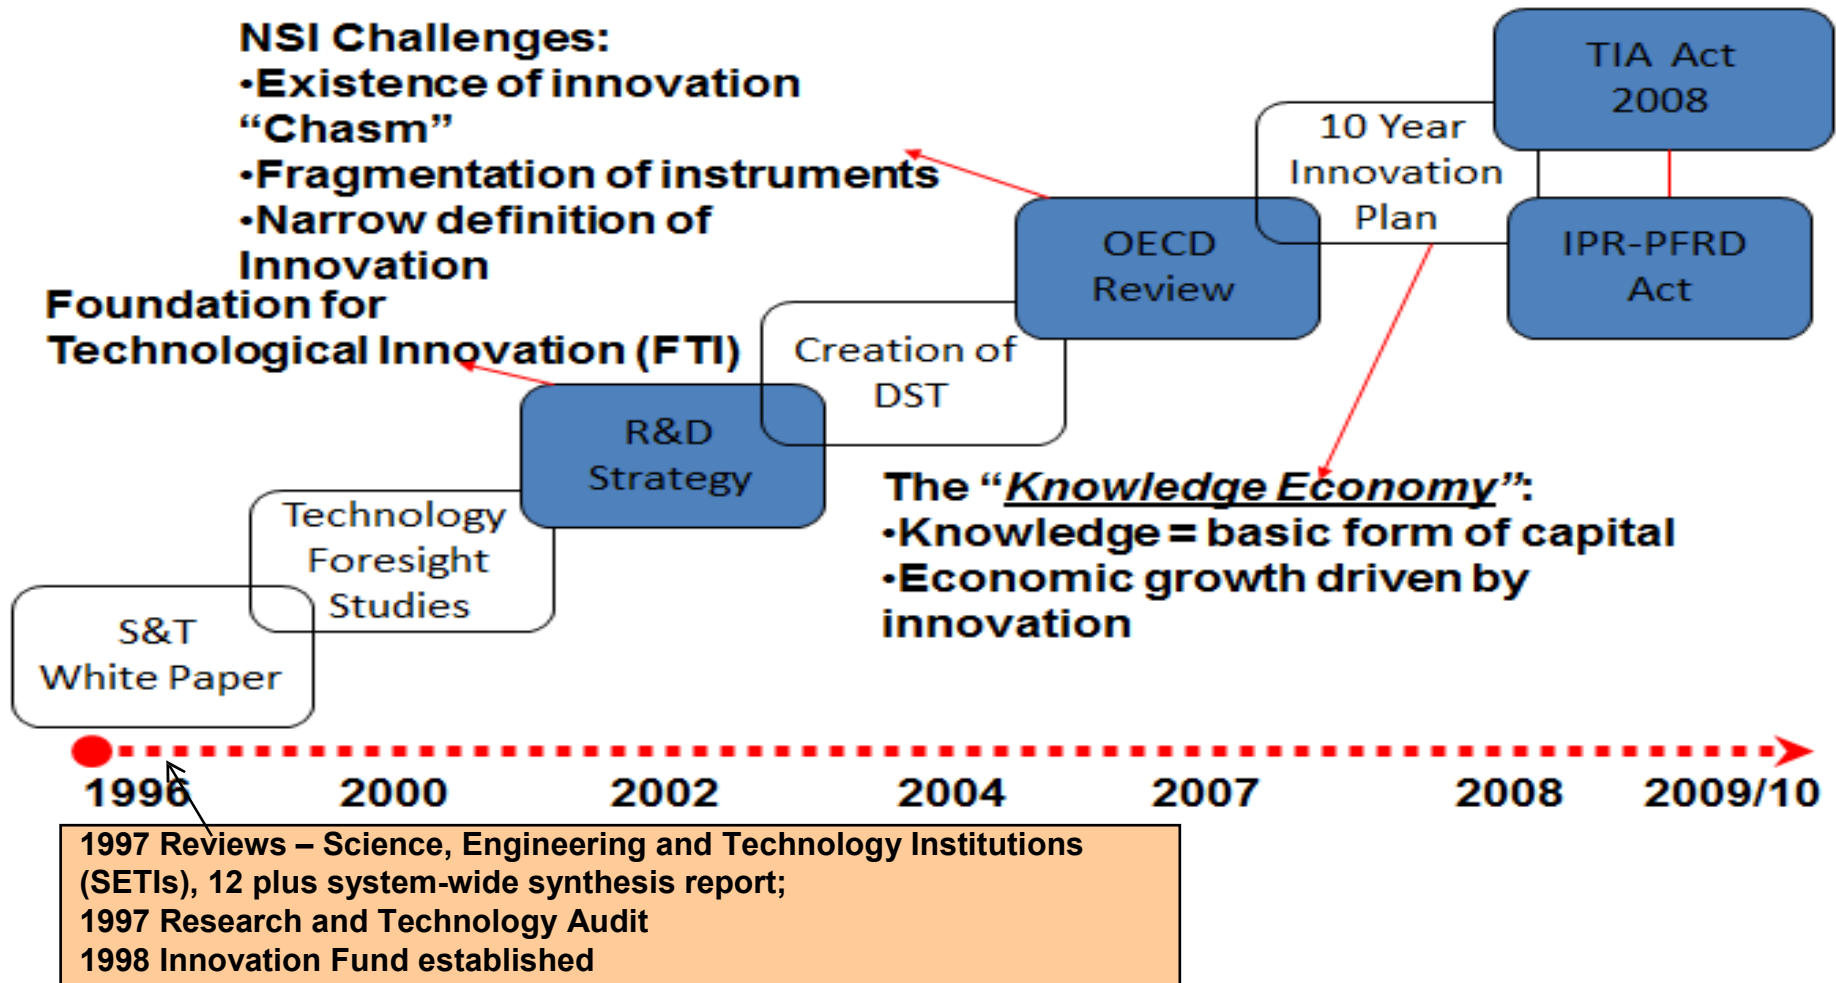 NSI Challenges:
•Existence of innovation
“Chasm”
•Fragmentation of instruments
•Narrow definition of
Innovation
Foundation for
Technological Innovation (FTI)
TIA Act
2008
10 Year
Innovation
Plan
IPR-PFRD
Act
OECD
Review
Creation of
DST
R&D
Strategy
Technology
Foresight
Studies
S&T
White Paper
The “Knowledge Economy”:
•Knowledge = basic form of capital
•Economic growth driven by
innovation
1996 2000 2002 2004 2007 2008 2009/10
1997 Reviews – Science, Engineering and Technology Institutions
(SETIs), 12 plus system-wide synthesis report;
1997 Research and Technology Audit
1998 Innovation Fund established